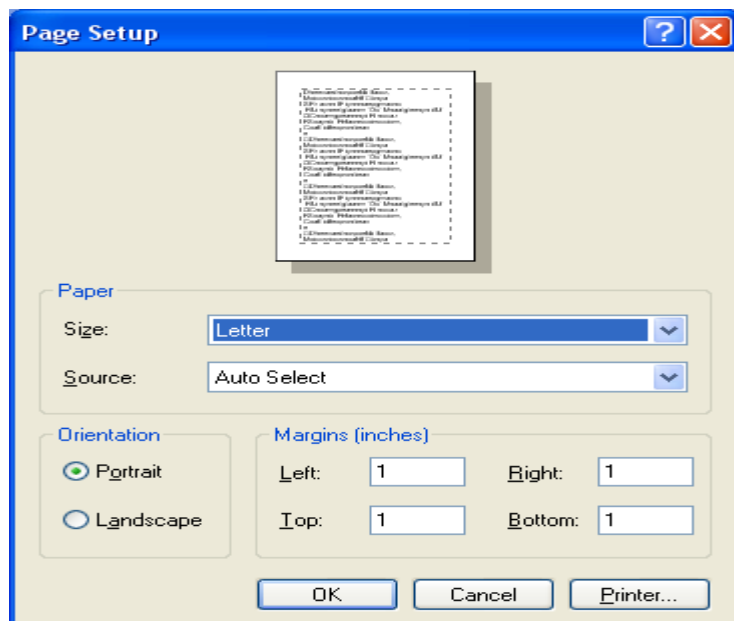 Page Setup
Paper
Size: Letter
Source: Auto Select
Orientation
Portrait
Landscape
Margins (inches)
Left: 1 Right: 1
Top: 1 Bottom: 1
OK Cancel Printer...